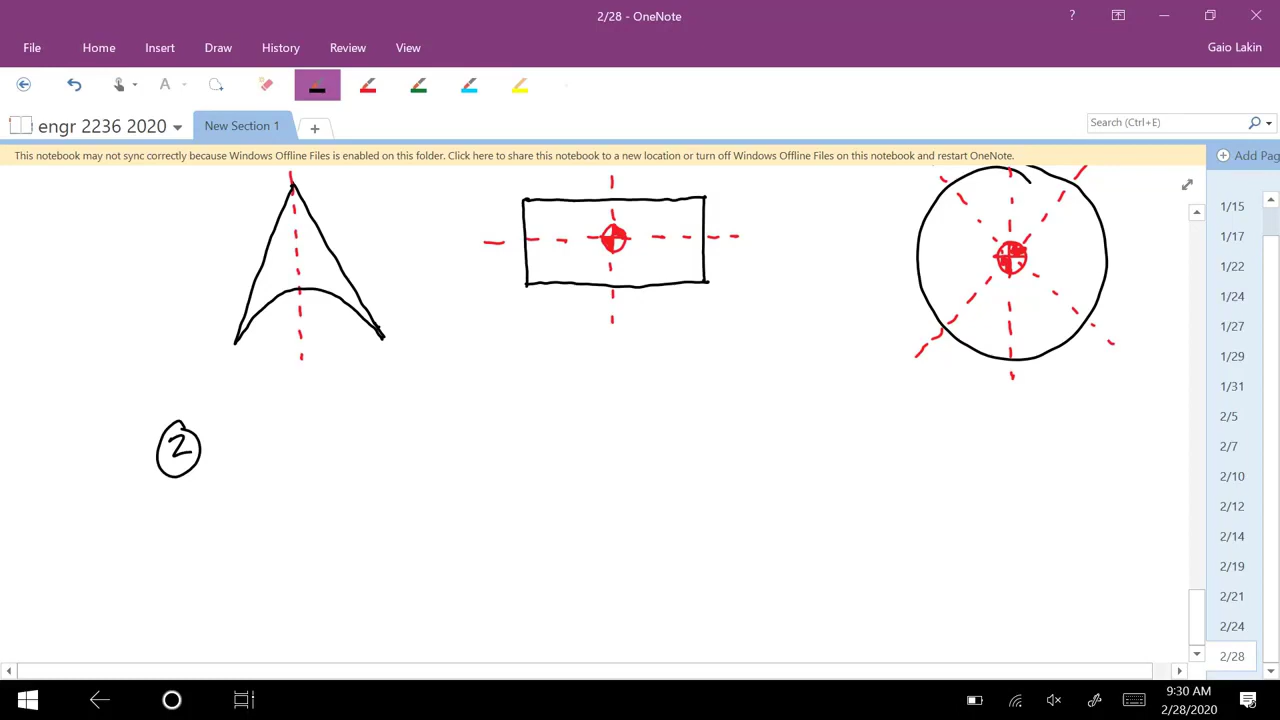 2/28 - OneNote
?
File Home Insert Draw History Review View
Gaio Lakin
A
engr 2236 2020
New Section 1
+
Search (Ctrl+E)
This notebook may not sync correctly because Windows Offline Files is enabled on this folder. Click here to share this notebook to a new location or turn off Windows Offline Files on this notebook and restart OneNote.
Add Pag
1/15
1/17
1/22
1/24
1/27
1/29
1/31
2/5
2/7
2/10
2/12
2/14
2/19
2/21
2/24
2/28
2
9:30 AM
2/28/2020